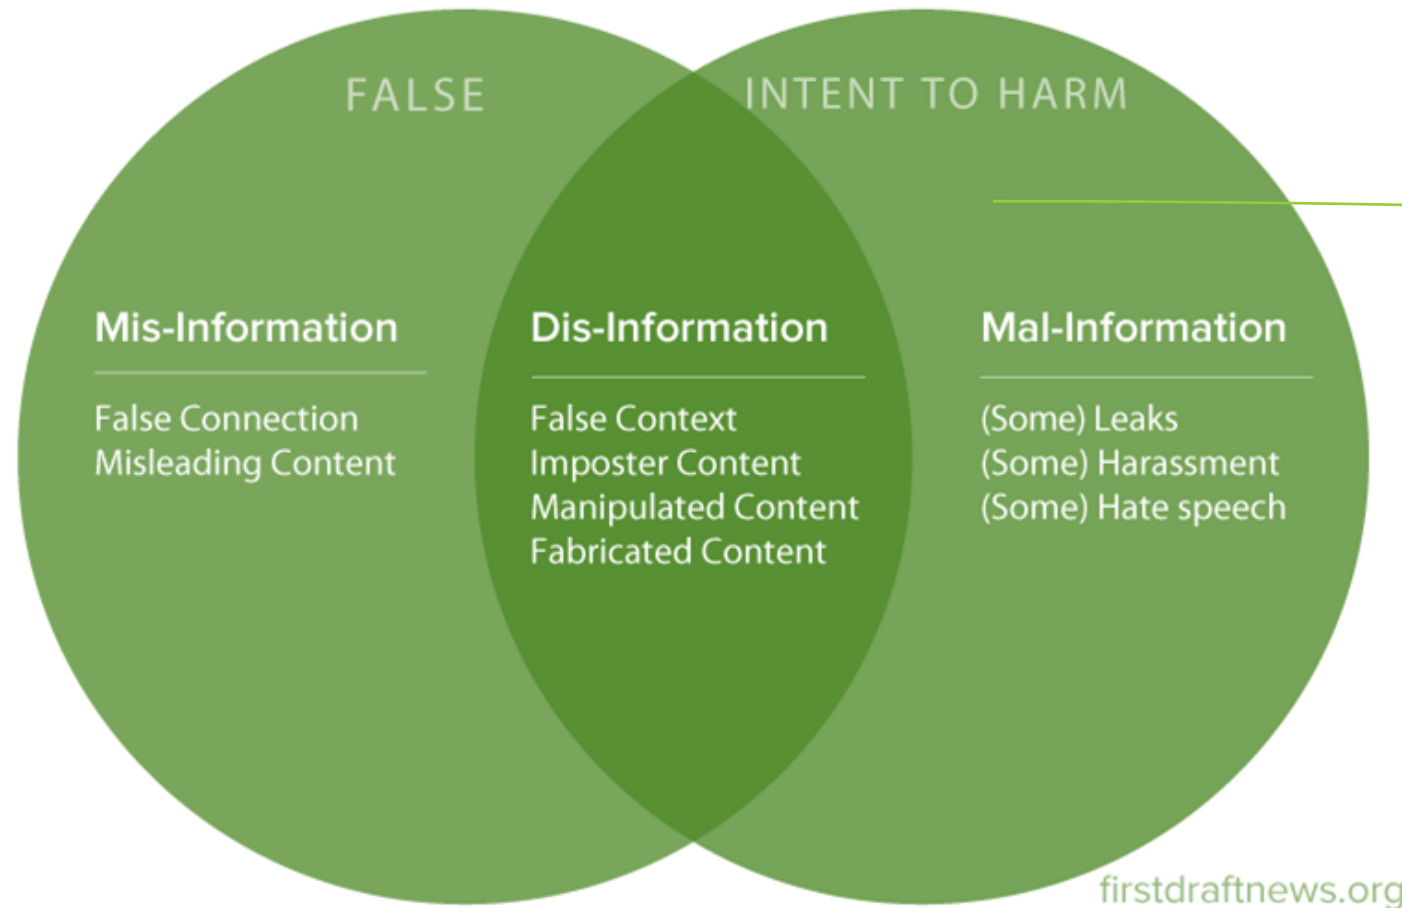 FALSE
INTENT TO HARM
Mis-Information
False Connection
Misleading Content
Dis-Information
False Context
Imposter Content
Manipulated Content
Fabricated Content
Mal-Information
(Some) Leaks
(Some) Harassment
(Some) Hate speech
firstdraftnews.org